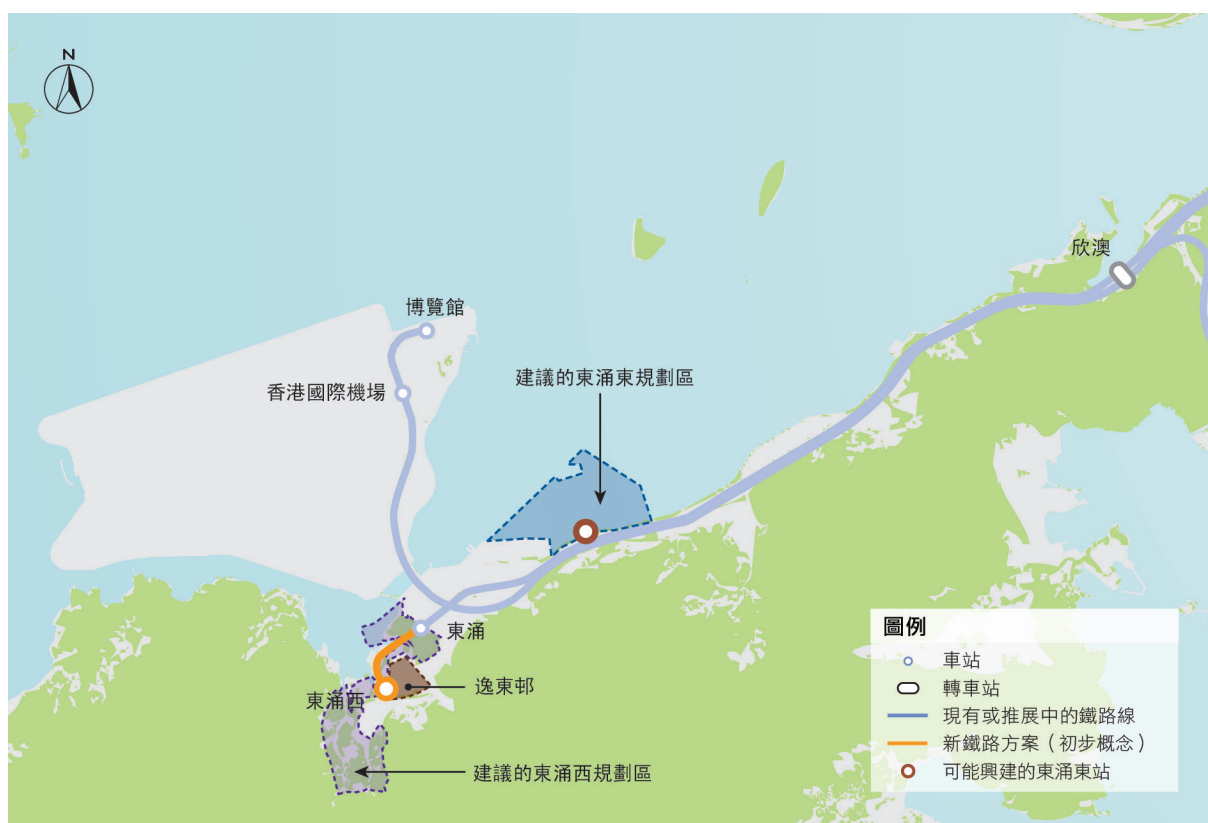 N
欣澳
博覽館
建議的東涌東規劃區
香港國際機場
東涌
逸東邨
東涌西
建議的東涌西規劃區
圖例
車站
轉車站
現有或推展中的鐵路線
新鐵路方案（初步概念）
可能興建的東涌東站